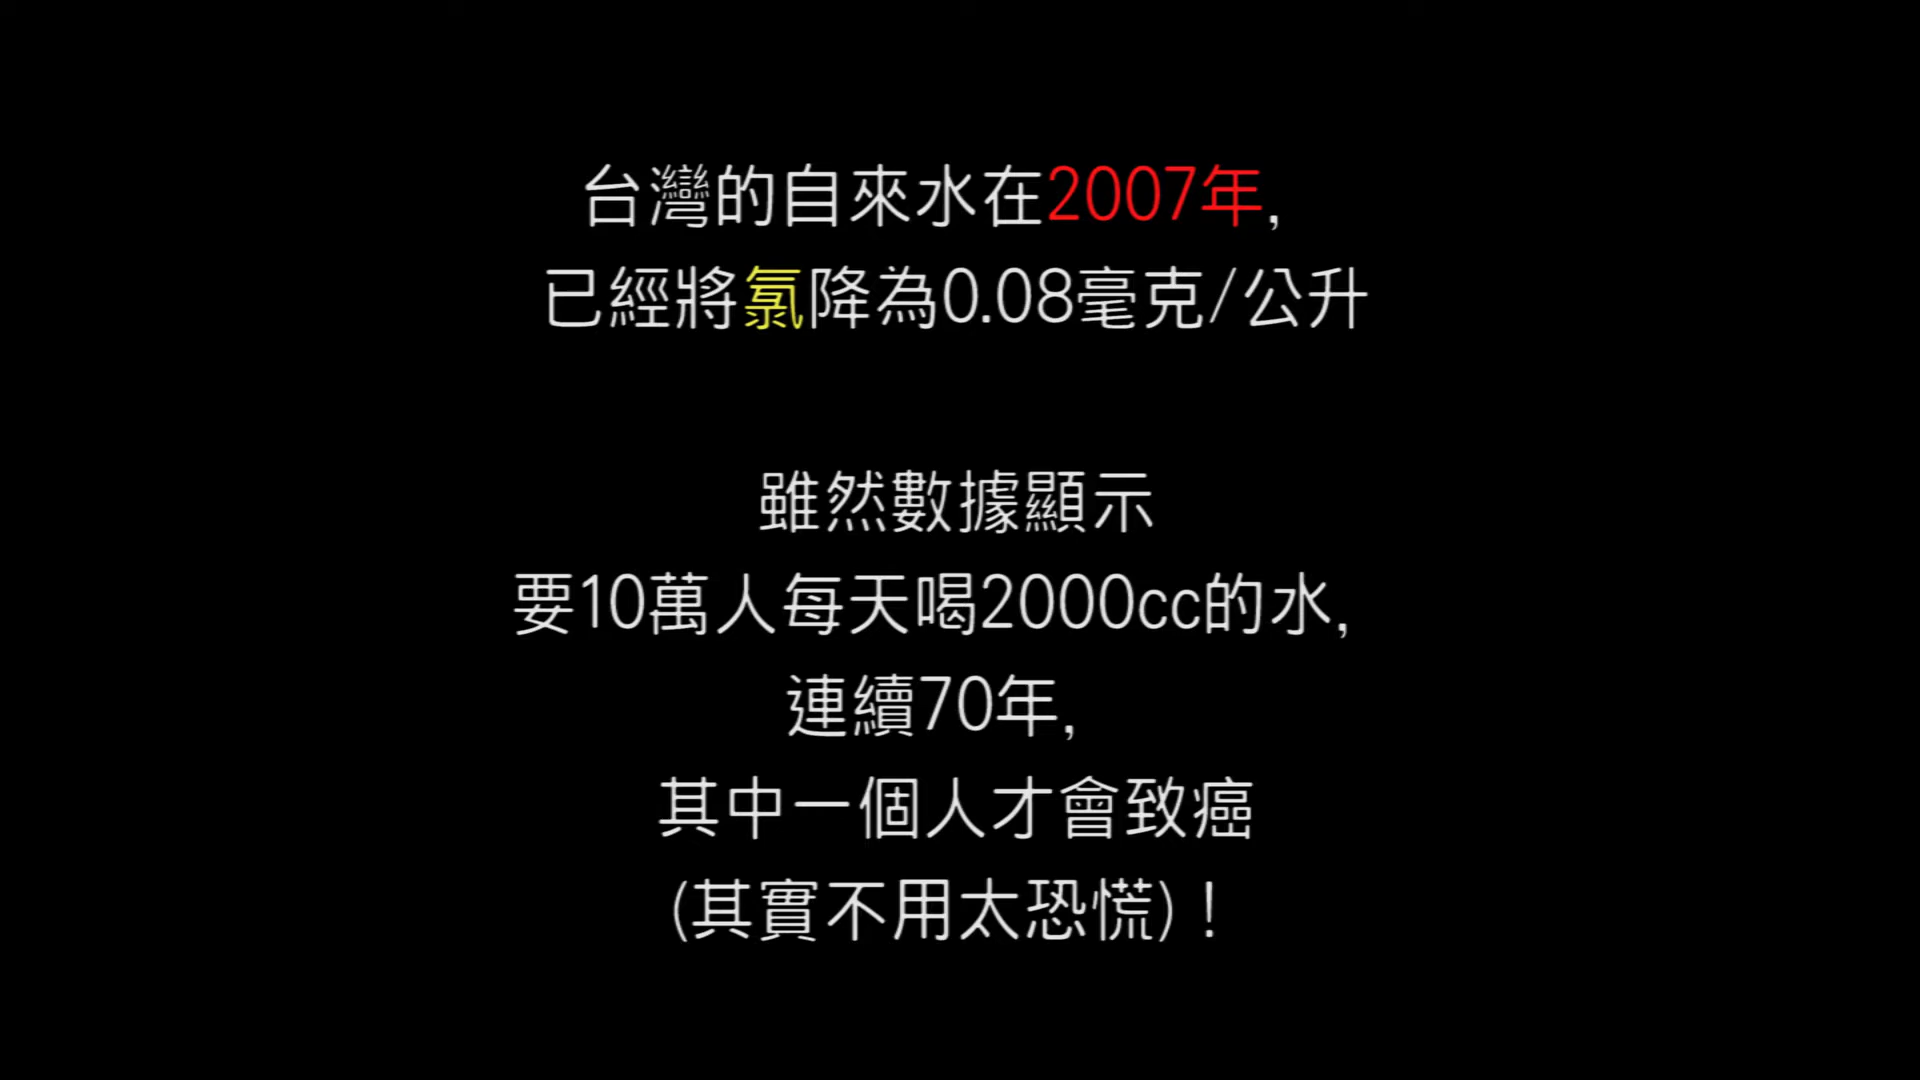 台灣的自來水在2007年,
已經將氯降為0.08毫克/公升
雖然數據顯示
要10萬人每天喝2000cc的水,
連續70年,
其中一個人才會致癌
(其實不用太恐慌)！